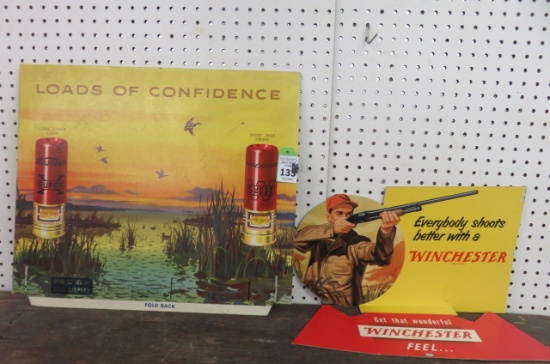 LOADS OF CONFIDENCE
135
FOLD BACK
Everybody shoots
better with a
WINCHESTER
Get that wonderful
WINCHESTER
FEEL...